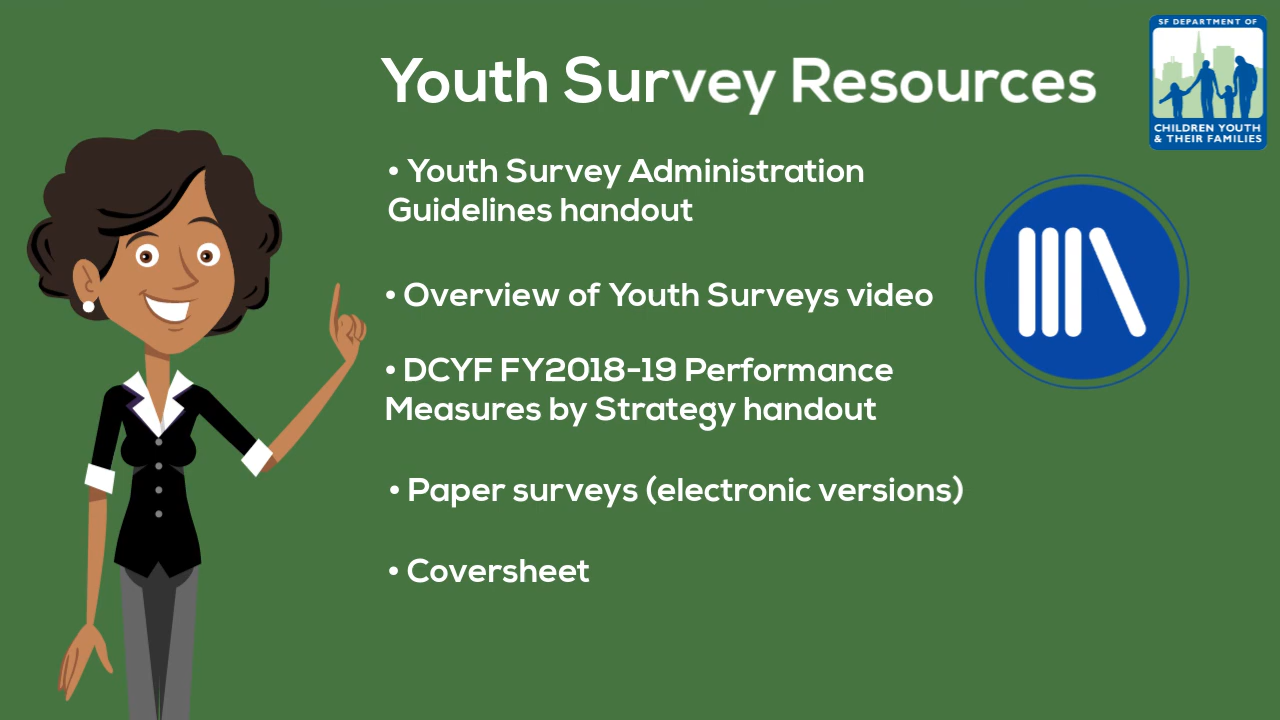 SF DEPARTMENT OF
CHILDREN YOUTH
& THEIR FAMILIES
Youth Survey Resources
• Youth Survey Administration
Guidelines handout
• Overview of Youth Surveys video
• DCYF FY2018-19 Performance
Measures by Strategy handout
• Paper surveys (electronic versions)
• Coversheet